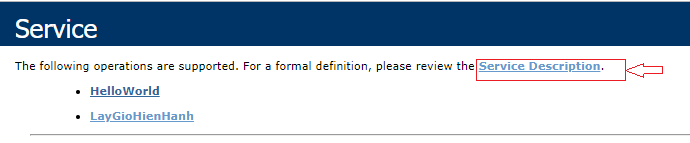 Service
The following operations are supported. For a formal definition, please review the Service Description.
HelloWorld
LayGioHienHanh